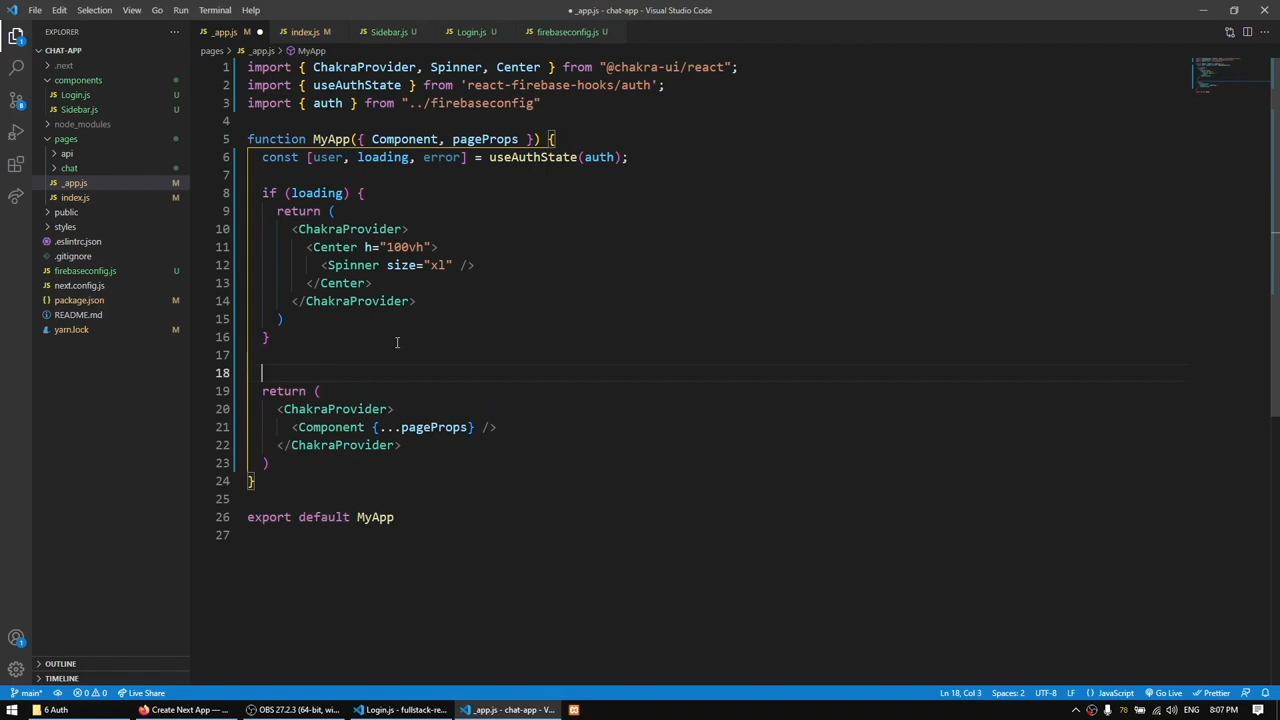 File Edit Selection View Go Run Terminal Help
● _app.js - chat-app - Visual Studio Code
EXPLORER
CHAT-APP
.next
components
Login.js U
Sidebar.js U
node_modules
pages
api
chat
_app.js M
index.js M
public
styles
.eslintrc.json
.gitignore
firebaseconfig.js U
next.config.js
package.json M
README.md
yarn.lock M
OUTLINE
TIMELINE
_app.js M index.js M Sidebar.js U Login.js U firebaseconfig.js U
pages > _app.js > MyApp
1 import { ChakraProvider, Spinner, Center } from "@chakra-ui/react";
2 import { useAuthState } from 'react-firebase-hooks/auth';
3 import { auth } from "../firebaseconfig"
4
5 function MyApp({ Component, pageProps }) {
6 const [user, loading, error] = useAuthState(auth);
7
8 if (loading) {
9 return (
10 <ChakraProvider>
11 <Center h="100vh">
12 <Spinner size="xl" />
13 </Center>
14 </ChakraProvider>
15 )
16 }
17
18
19 return (
20 <ChakraProvider>
21 <Component {...pageProps} />
22 </ChakraProvider>
23 )
24 }
25
26 export default MyApp
27
main* 0 0 Live Share
Ln 18, Col 3 Spaces: 2 UTF-8 LF { } JavaScript Go Live Prettier
6 Auth Create Next App — ... OBS 27.2.3 (64-bit, wi... Login.js - fullstack-re... _app.js - chat-app - V... 78 8:07 PM